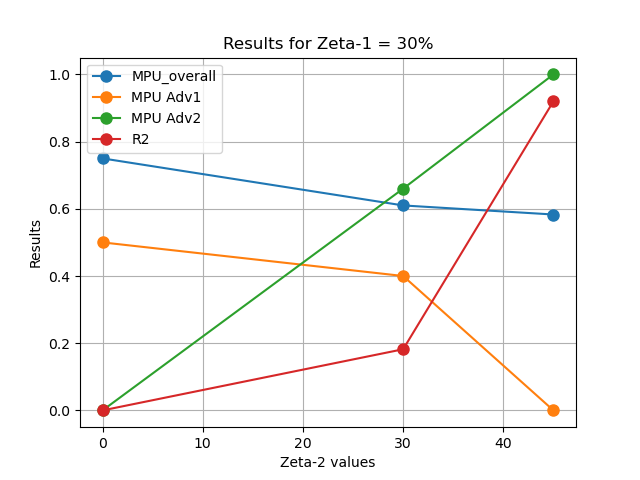 Results for Zeta-1 = 30%
MPU_overall
MPU Adv1
MPU Adv2
R2
1.0
0.8
0.6
0.4
0.2
0.0
Results
0
10
20
30
40
Zeta-2 values